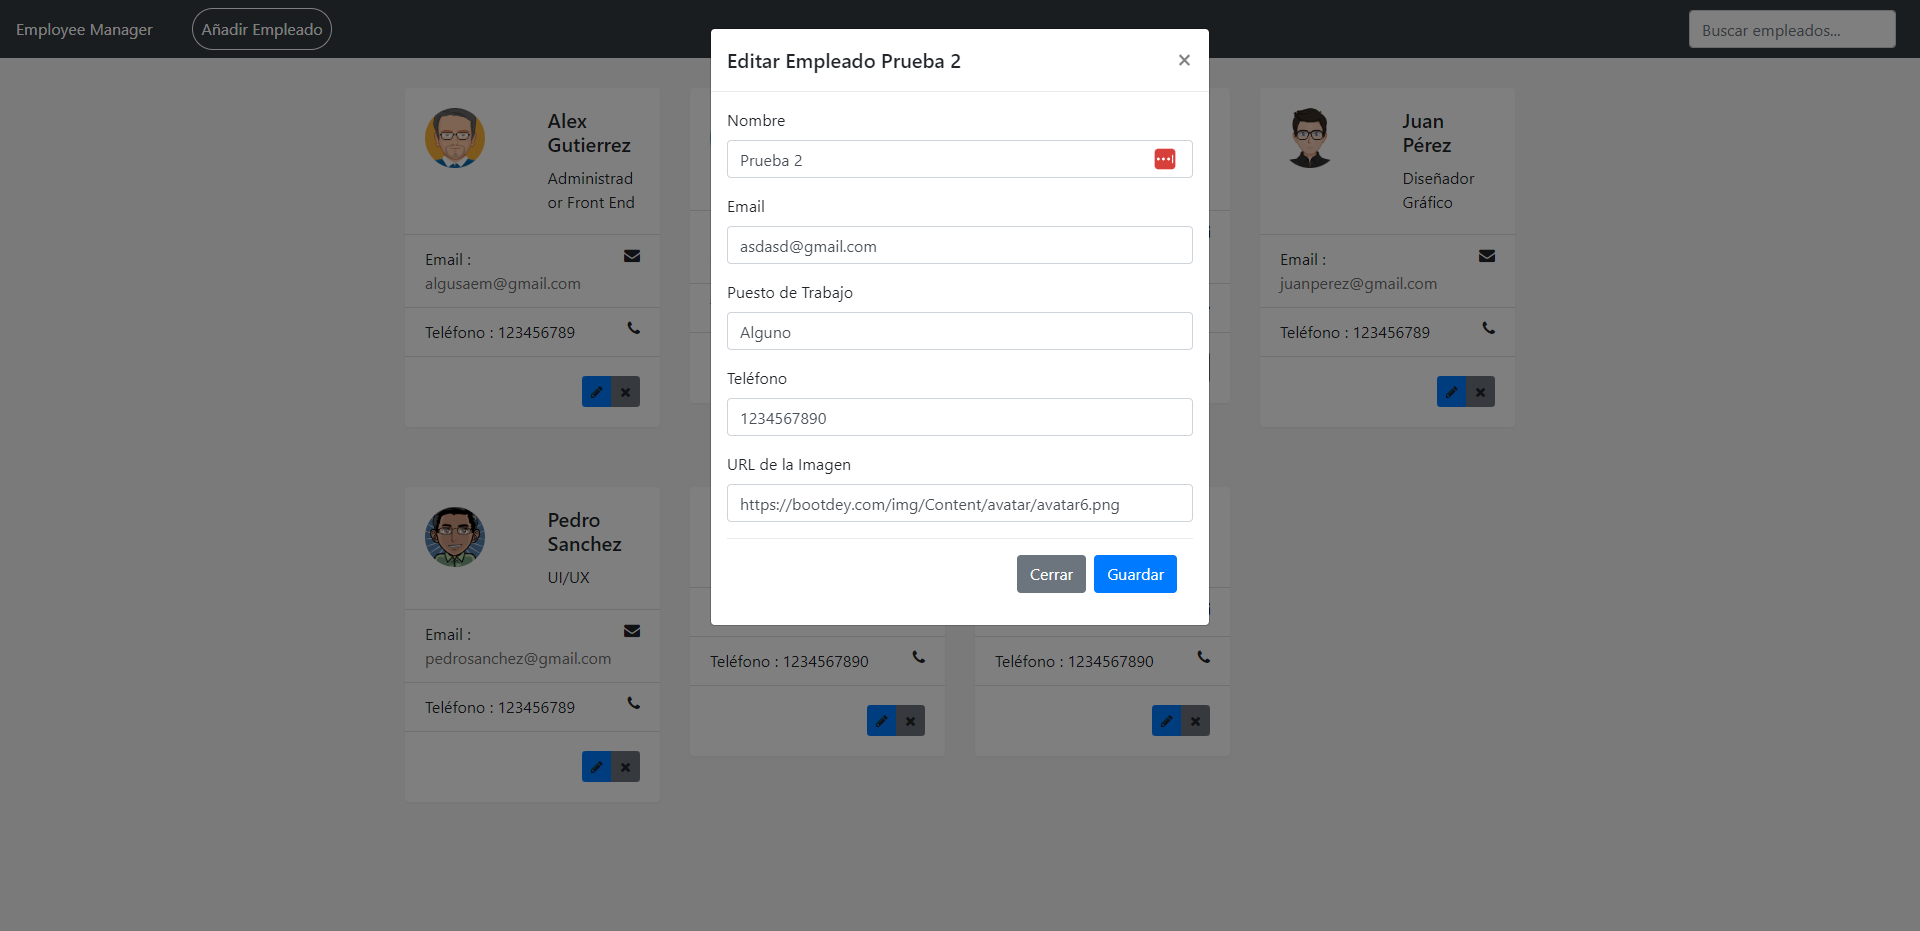 Employee Manager
Añadir Empleado
Buscar empleados...
Editar Empleado Prueba 2
×
Nombre
Prueba 2
Email
asdasd@gmail.com
Puesto de Trabajo
Alguno
Teléfono
1234567890
URL de la Imagen
https://bootdey.com/img/Content/avatar/avatar6.png
Cerrar
Guardar
Alex
Gutierrez
Administrad
or Front End
Email :
algusaem@gmail.com
Teléfono : 123456789
Juan
Pérez
Diseñador
Gráfico
Email :
juanperez@gmail.com
Teléfono : 123456789
Pedro
Sanchez
UI/UX
Email :
pedrosanchez@gmail.com
Teléfono : 123456789
Teléfono : 1234567890
Teléfono : 1234567890